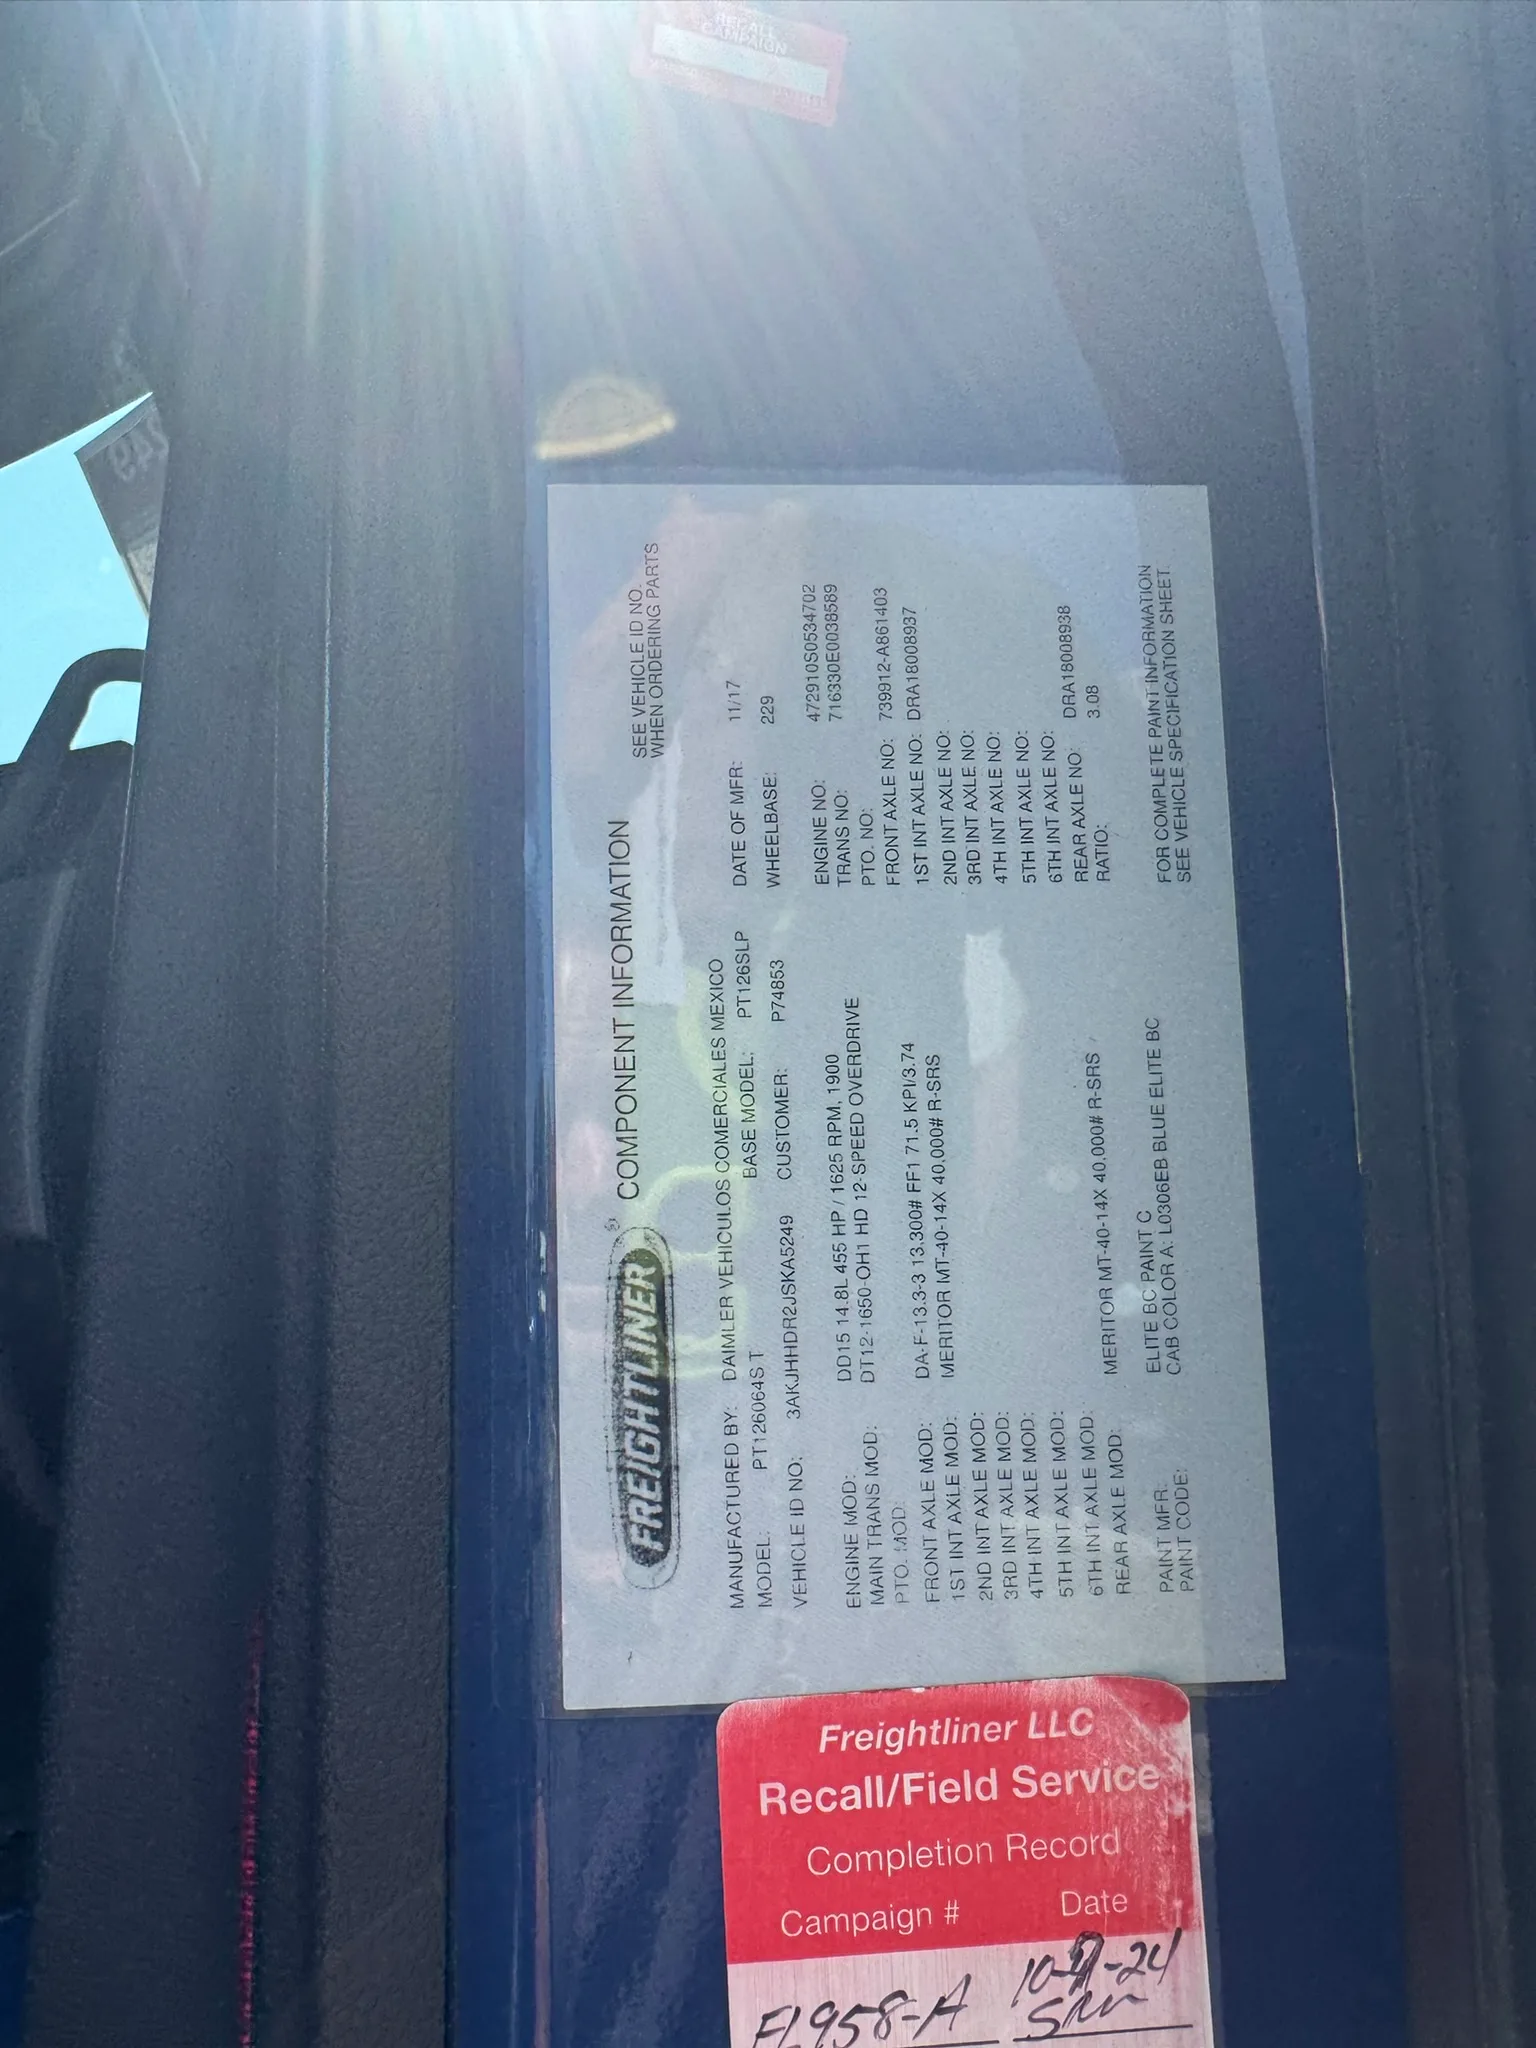 RECALL
CAMPAIGN
FREIGHTLINER ® COMPONENT INFORMATION
SEE VEHICLE ID NO.
WHEN ORDERING PARTS
MANUFACTURED BY: DAIMLER VEHICULOS COMERCIALES MEXICO DATE OF MFR: 11/17
MODEL: PT126064S T BASE MODEL: PT126SLP WHEELBASE: 229
VEHICLE ID NO: 3AKJHHDR2JSKA5249 CUSTOMER: P74853
ENGINE MOD: DD15 14.8L 455 HP / 1625 RPM, 1900 ENGINE NO: 472910S0534702
MAIN TRANS MOD: DT12-1650-OH1 HD 12-SPEED OVERDRIVE TRANS NO: 716330E0038589
PTO. MOD: PTO. NO:
FRONT AXLE MOD: DA-F-13.3-3 13,300# FF1 71.5 KPI/3.74 FRONT AXLE NO: 739912-A861403
1ST INT AXLE MOD: MERITOR MT-40-14X 40,000# R-SRS 1ST INT AXLE NO: DRA18008937
2ND INT AXLE MOD: 2ND INT AXLE NO:
3RD INT AXLE MOD: 3RD INT AXLE NO:
4TH INT AXLE MOD: 4TH INT AXLE NO:
5TH INT AXLE MOD: 5TH INT AXLE NO:
6TH INT AXLE MOD: 6TH INT AXLE NO:
REAR AXLE MOD: MERITOR MT-40-14X 40,000# R-SRS REAR AXLE NO: DRA18008938
RATIO: 3.08
PAINT MFR: ELITE BC PAINT C FOR COMPLETE PAINT INFORMATION
PAINT CODE: CAB COLOR A: L0306EB BLUE ELITE BC SEE VEHICLE SPECIFICATION SHEET
Freightliner LLC
Recall/Field Service
Completion Record
Campaign # Date
FL958-A